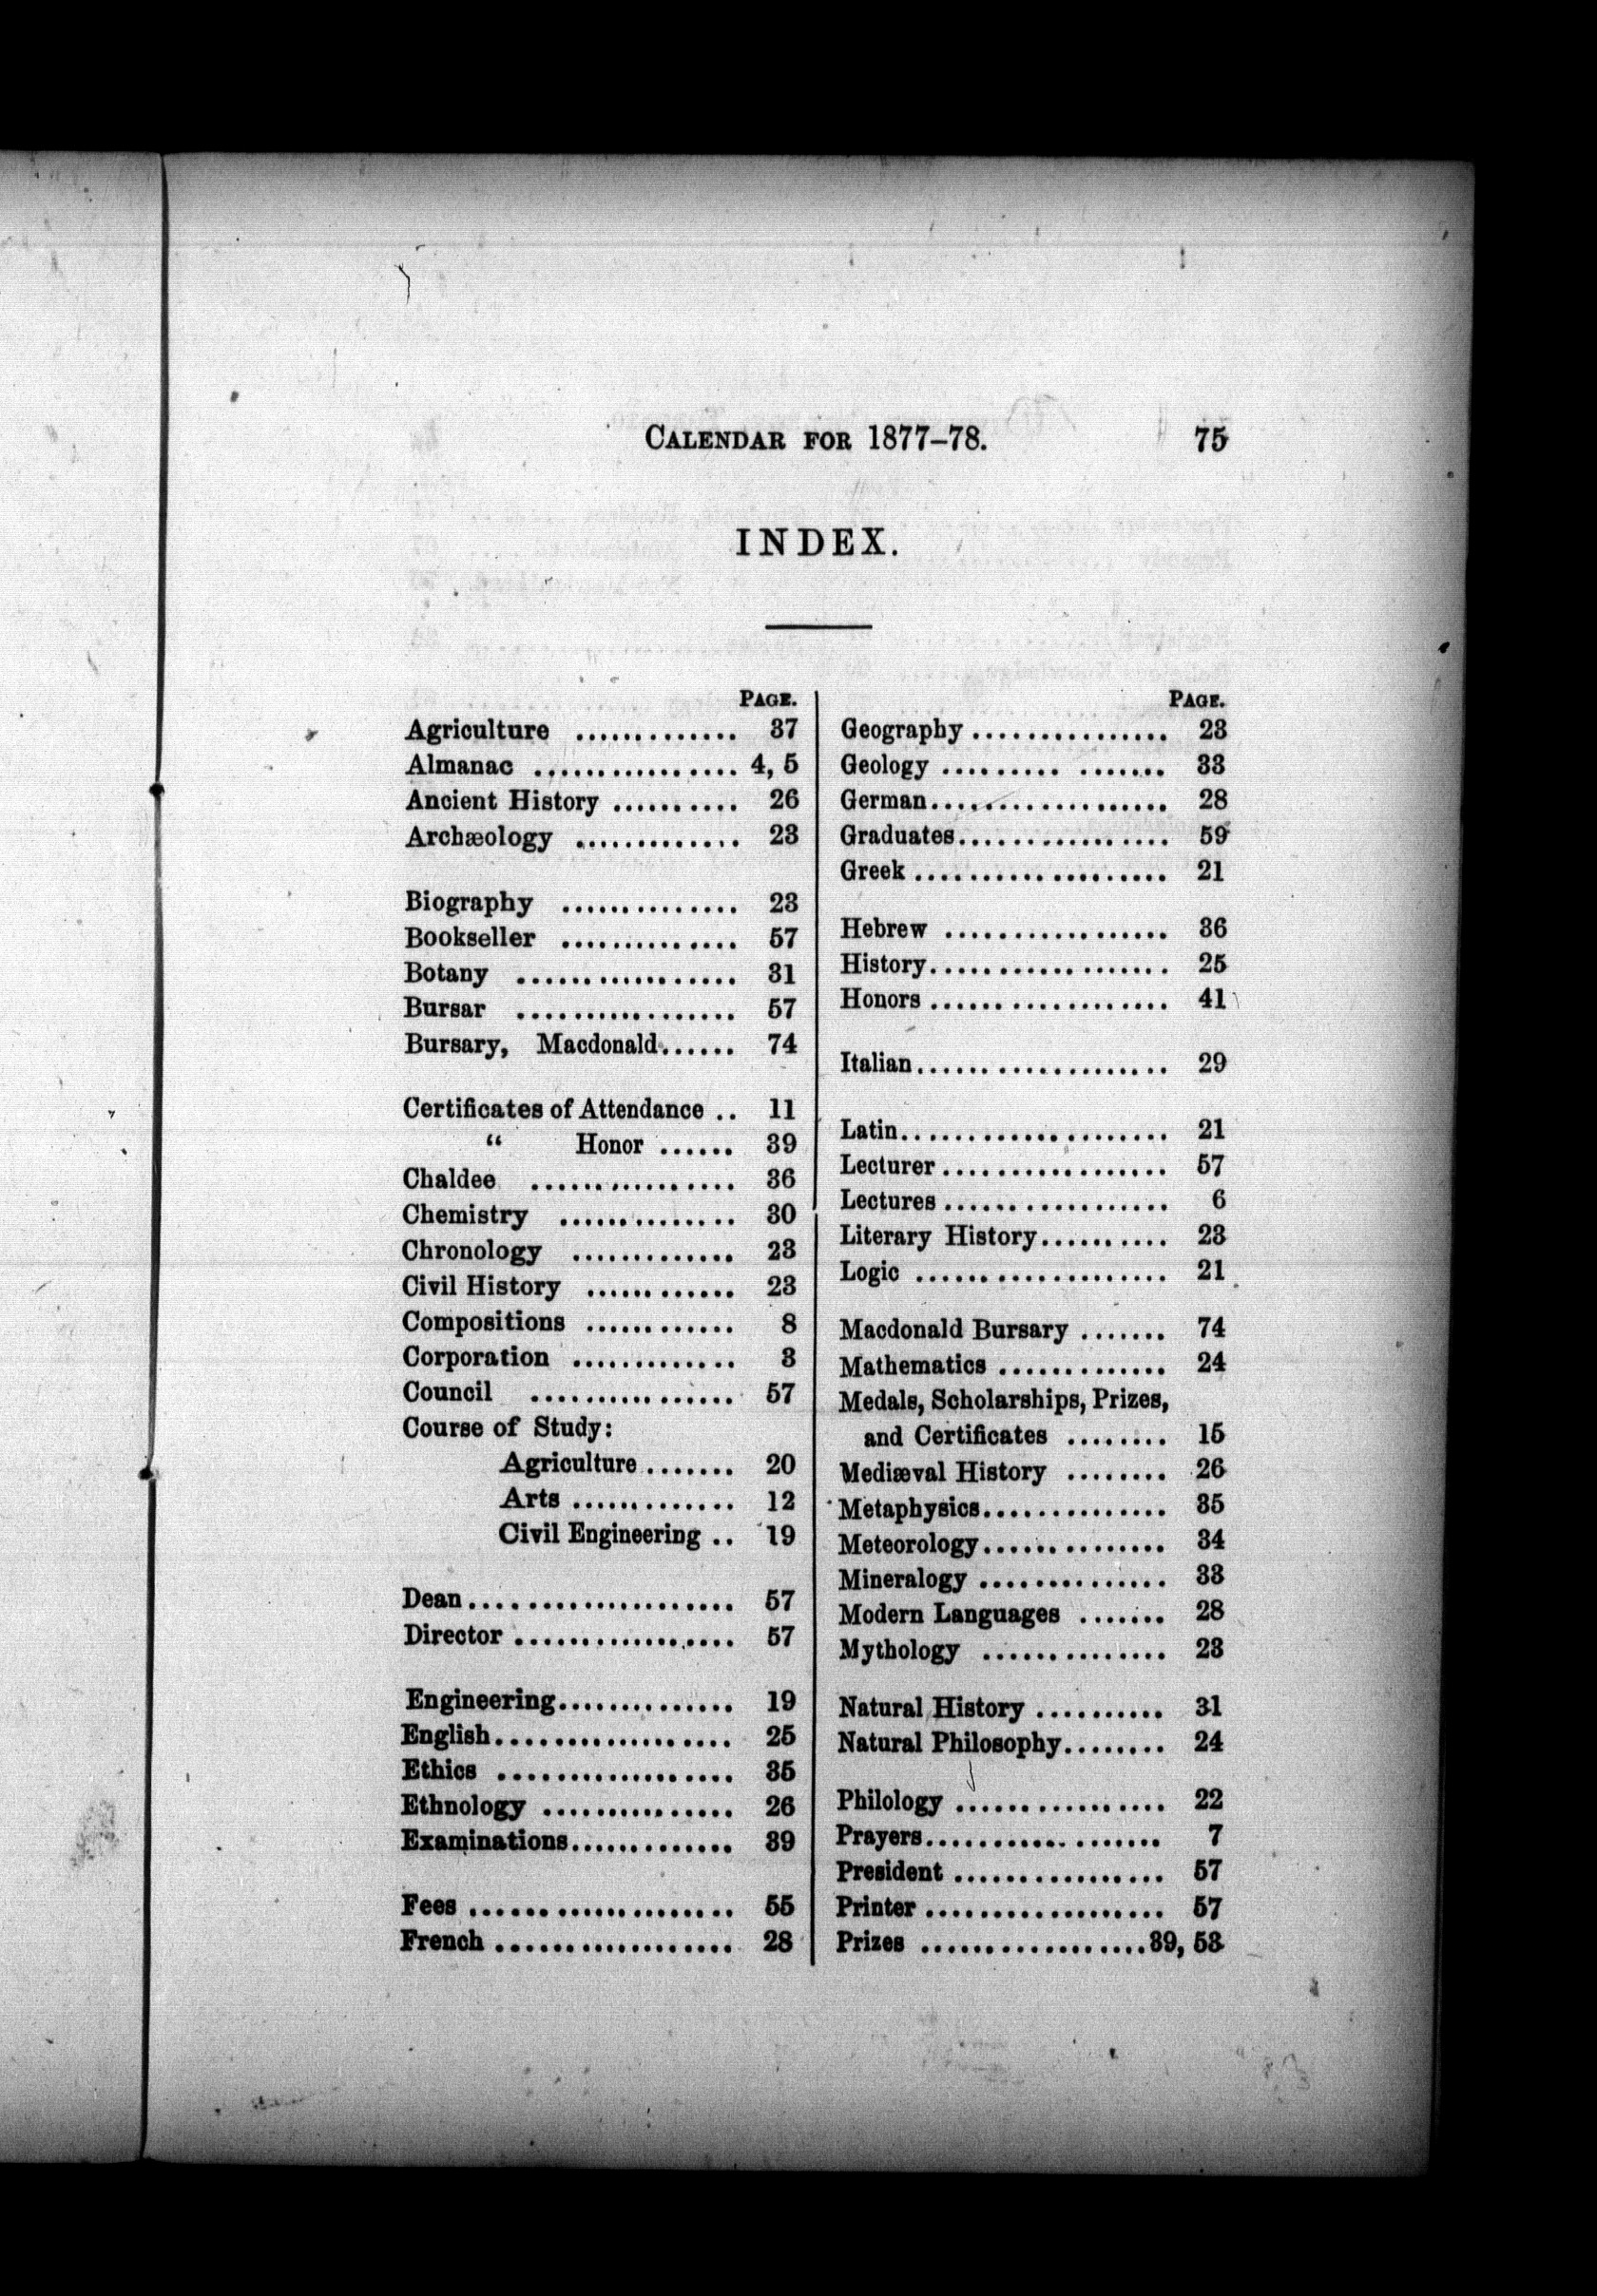 CALENDAR FOR 1877–78. 75
INDEX.
PAGE.
Agriculture ............. 37
Almanac ................ 4, 5
Ancient History .......... 26
Archæology ............. 23
Biography .............. 23
Bookseller .............. 57
Botany ................. 31
Bursar ................. 57
Bursary, Macdonald...... 74
Certificates of Attendance .. 11
“ Honor ...... 39
Chaldee ................ 36
Chemistry .............. 30
Chronology ............. 23
Civil History ............ 23
Compositions ............ 8
Corporation ............. 3
Council ................ 57
Course of Study:
Agriculture ....... 20
Arts ............. 12
Civil Engineering .. 19
Dean.................... 57
Director ................. 57
Engineering.............. 19
English.................. 25
Ethics .................. 35
Ethnology ............... 26
Examinations............. 39
Fees .................... 55
French .................. 28
PAGE.
Geography ............... 23
Geology ......... ....... 33
German.................. 28
Graduates................ 59
Greek ................... 21
Hebrew ................. 36
History.................. 25
Honors .................. 41
Italian................... 29
Latin.................... 21
Lecturer ................. 57
Lectures ................. 6
Literary History.......... 23
Logic ................... 21
Macdonald Bursary ....... 74
Mathematics ............. 24
Medals, Scholarships, Prizes,
and Certificates ........ 15
Mediæval History ........ 26
Metaphysics.............. 35
Meteorology.............. 34
Mineralogy .............. 33
Modern Languages ....... 28
Mythology .............. 23
Natural History .......... 31
Natural Philosophy........ 24
Philology ................ 22
Prayers........... ....... 7
President ................ 57
Printer .................. 57
Prizes ..................39, 53